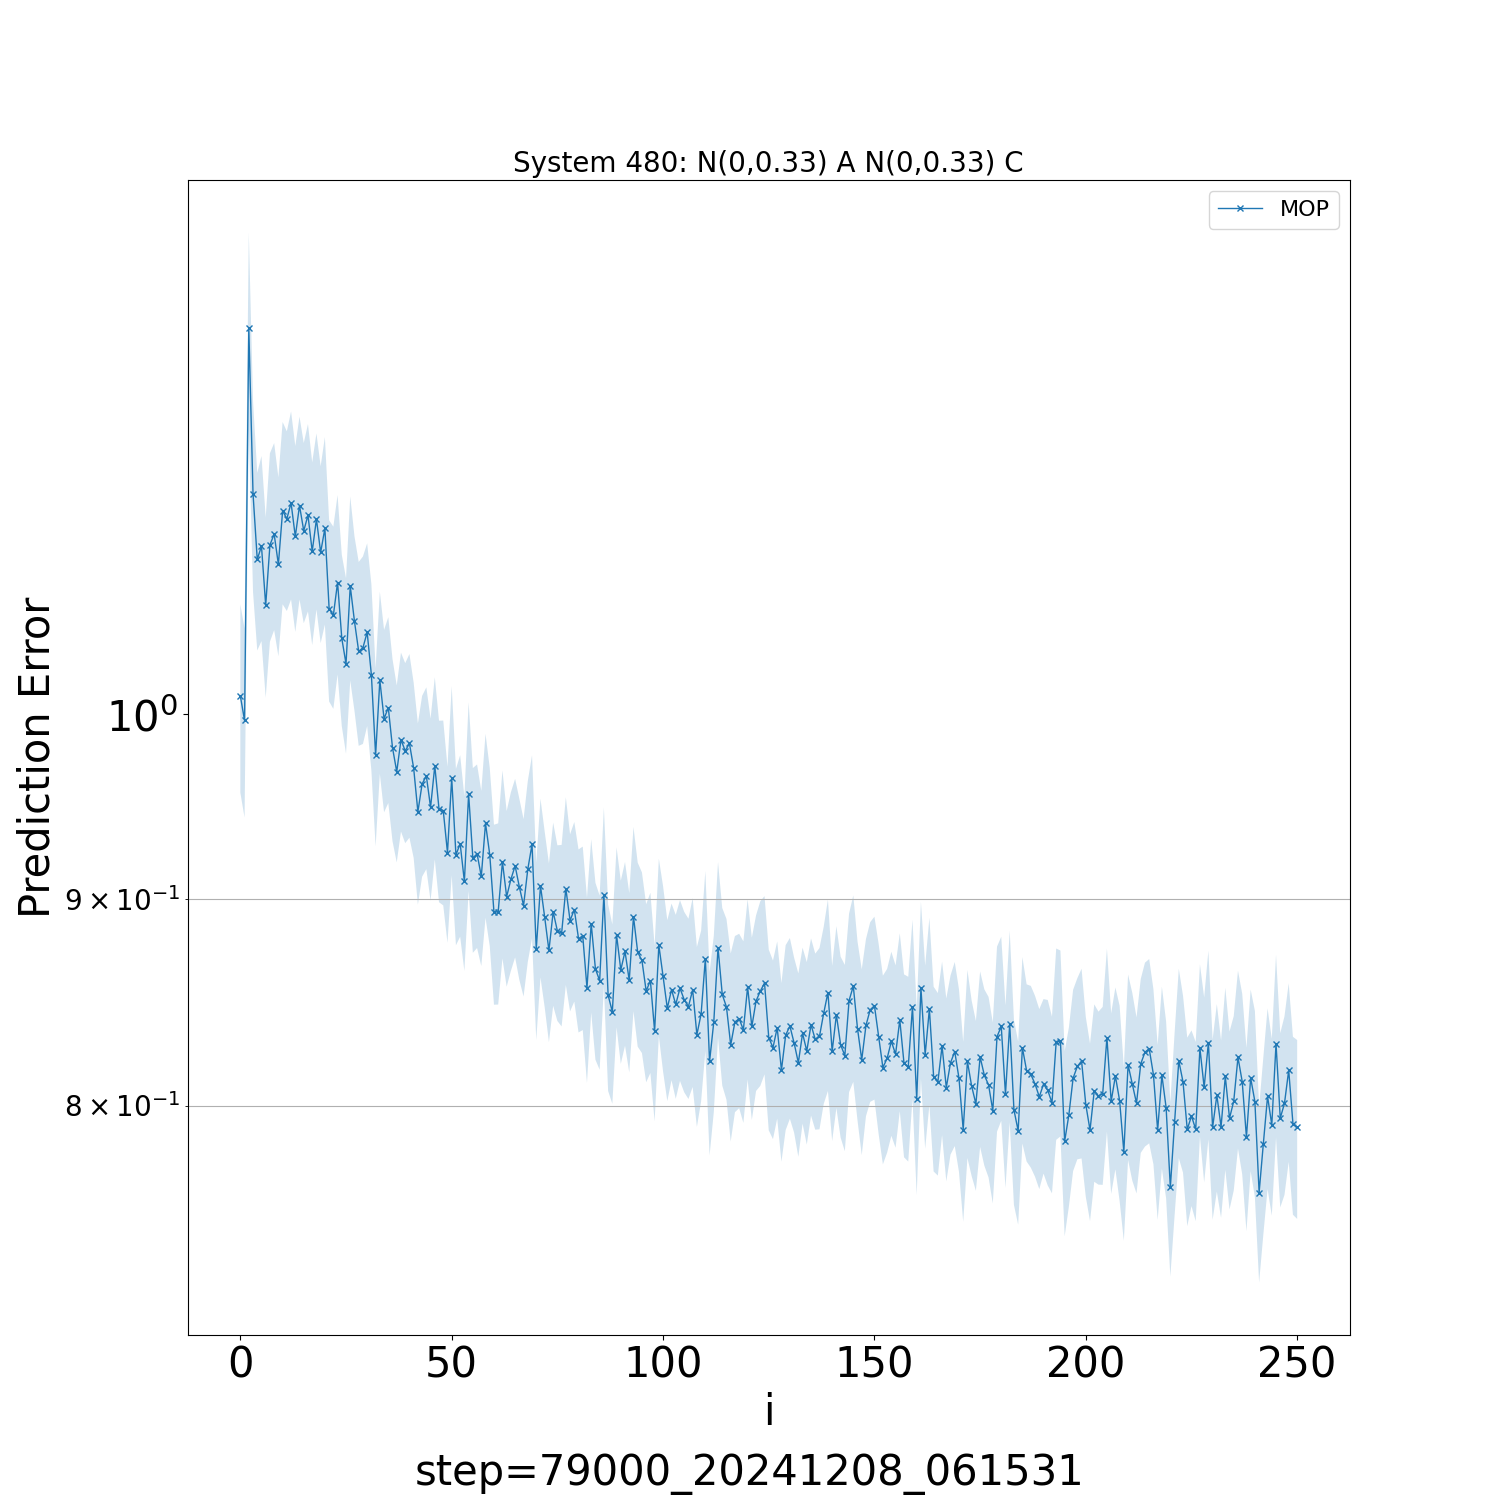 System 480: N(0,0.33) A N(0,0.33) C
MOP
Prediction Error
10⁰
9 × 10⁻¹
8 × 10⁻¹
0 50 100 150 200 250
i
step=79000_20241208_061531